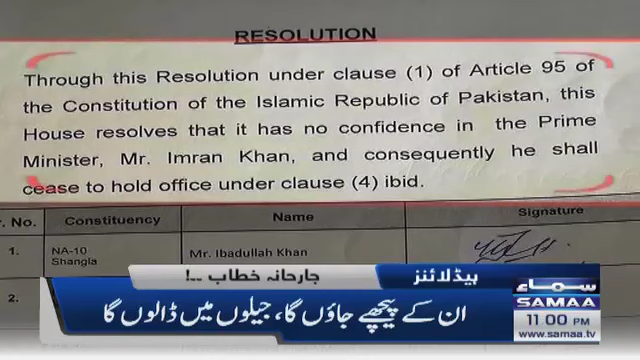 RESOLUTION
Through this Resolution under clause (1) of Article 95 of
the Constitution of the Islamic Republic of Pakistan, this
House resolves that it has no confidence in the Prime
Minister, Mr. Imran Khan, and consequently he shall
cease to hold office under clause (4) ibid.
r. No. Constituency Name Signature
1. NA-10 Mr. Ibadullah Khan
Shangla
2.
جارحانہ خطاب ..! ہیڈلائنز
ان کے پیچھے جاؤں گا، جیلوں میں ڈالوں گا
سماء
SAMAA
11:00 PM
www.samaa.tv